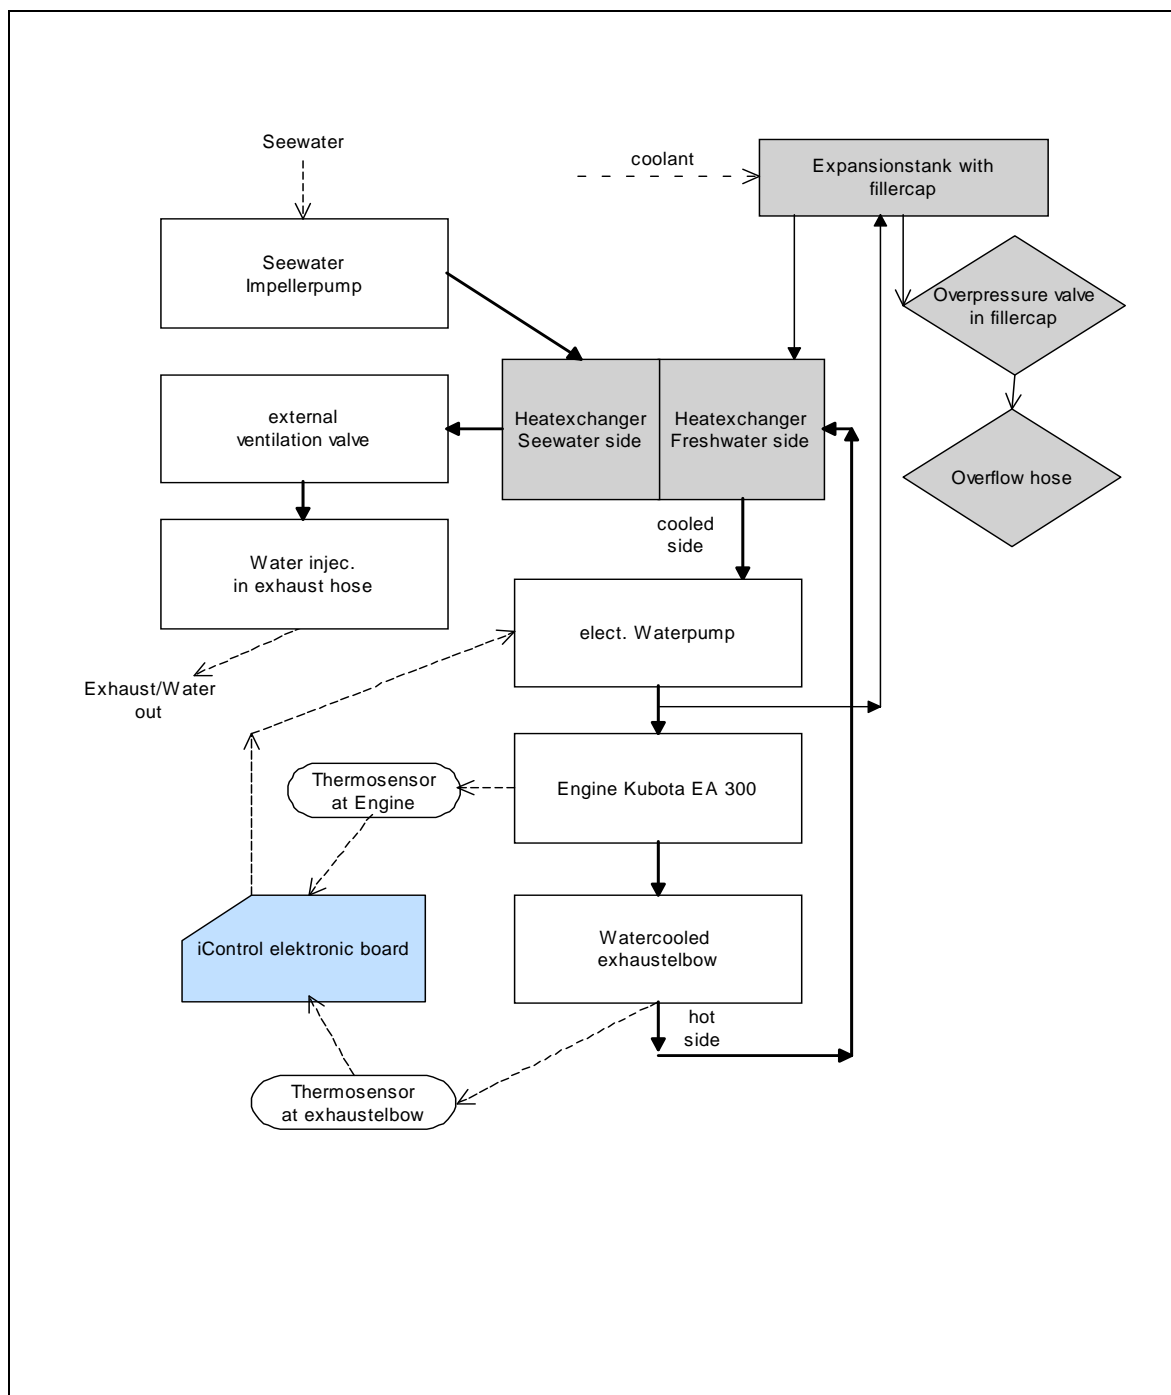 Seewater
coolant
Expansionstank with
fillercap
Seewater
Impellerpump
Overpressure valve
in fillercap
external
ventilation valve
Heatexchanger
Seewater side
Heatexchanger
Freshwater side
Overflow hose
cooled
side
Water injec.
in exhaust hose
elect. Waterpump
Exhaust/Water
out
Thermosensor
at Engine
Engine Kubota EA 300
iControl elektronic board
Watercooled
exhaustelbow
hot
side
Thermosensor
at exhaustelbow